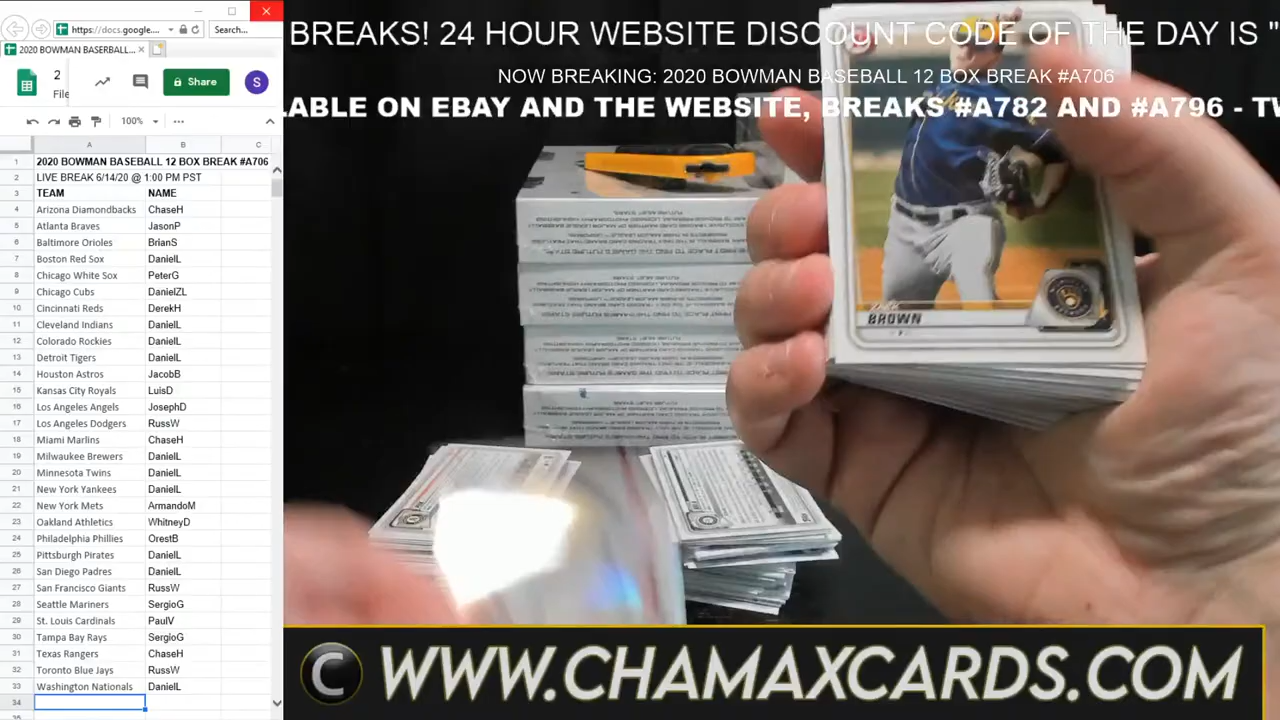 https://docs.google....
Search...
2020 BOWMAN BASEBALL...
2
File
Share
S
100%
A B C
1 2020 BOWMAN BASEBALL 12 BOX BREAK #A706
2 LIVE BREAK 6/14/20 @ 1:00 PM PST
3 TEAM NAME
4 Arizona Diamondbacks ChaseH
5 Atlanta Braves JasonP
6 Baltimore Orioles BrianS
7 Boston Red Sox DanielL
8 Chicago White Sox PeterG
9 Chicago Cubs DanielZL
10 Cincinnati Reds DerekH
11 Cleveland Indians DanielL
12 Colorado Rockies DanielL
13 Detroit Tigers DanielL
14 Houston Astros JacobB
15 Kansas City Royals LuisD
16 Los Angeles Angels JosephD
17 Los Angeles Dodgers RussW
18 Miami Marlins ChaseH
19 Milwaukee Brewers DanielL
20 Minnesota Twins DanielL
21 New York Yankees DanielL
22 New York Mets ArmandoM
23 Oakland Athletics WhitneyD
24 Philadelphia Phillies OrestB
25 Pittsburgh Pirates DanielL
26 San Diego Padres DanielL
27 San Francisco Giants RussW
28 Seattle Mariners SergioG
29 St. Louis Cardinals PaulV
30 Tampa Bay Rays SergioG
31 Texas Rangers ChaseH
32 Toronto Blue Jays RussW
33 Washington Nationals DanielL
34
BREAKS! 24 HOUR WEBSITE DISCOUNT CODE OF THE DAY IS "
NOW BREAKING: 2020 BOWMAN BASEBALL 12 BOX BREAK #A706
LABLE ON EBAY AND THE WEBSITE, BREAKS #A782 AND #A796 - TW
BROWN
C WWW.CHAMAXCARDS.COM